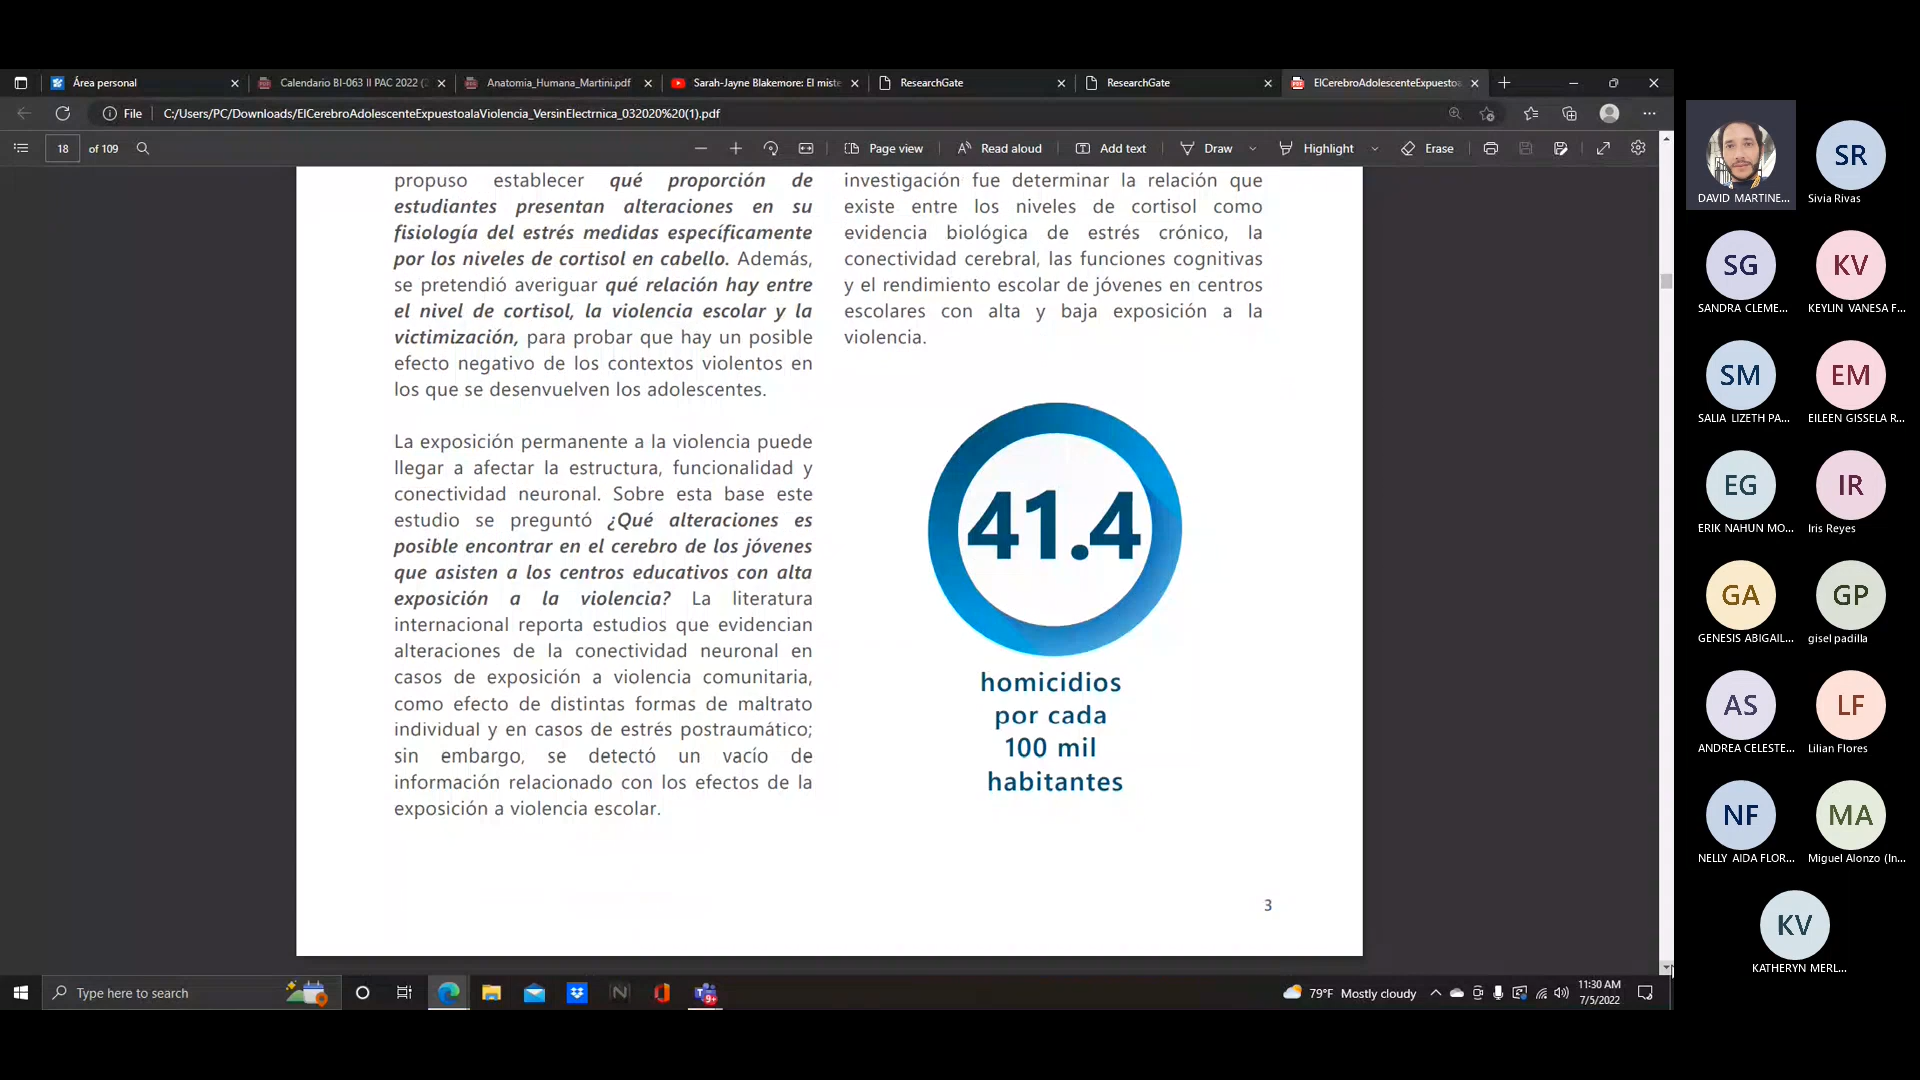 Área personal
Calendario BI-063 II PAC 2022 (
Anatomia_Humana_Martini.pdf
Sarah-Jayne Blakemore: El miste
ResearchGate
ResearchGate
ElCerebroAdolescenteExpuestoa
File
C:/Users/PC/Downloads/ElCerebroAdolescenteExpuestoalaViolencia_VersinElectrnica_032020%20(1).pdf
18 of 109
Page view
Read aloud
Add text
Draw
Highlight
Erase
propuso establecer qué proporción de
estudiantes presentan alteraciones en su
fisiología del estrés medidas específicamente
por los niveles de cortisol en cabello. Además,
se pretendió averiguar qué relación hay entre
el nivel de cortisol, la violencia escolar y la
victimización, para probar que hay un posible
efecto negativo de los contextos violentos en
los que se desenvuelven los adolescentes.
La exposición permanente a la violencia puede
llegar a afectar la estructura, funcionalidad y
conectividad neuronal. Sobre esta base este
estudio se preguntó ¿Qué alteraciones es
posible encontrar en el cerebro de los jóvenes
que asisten a los centros educativos con alta
exposición a la violencia? La literatura
internacional reporta estudios que evidencian
alteraciones de la conectividad neuronal en
casos de exposición a violencia comunitaria,
como efecto de distintas formas de maltrato
individual y en casos de estrés postraumático;
sin embargo, se detectó un vacío de
información relacionado con los efectos de la
exposición a violencia escolar.
investigación fue determinar la relación que
existe entre los niveles de cortisol como
evidencia biológica de estrés crónico, la
conectividad cerebral, las funciones cognitivas
y el rendimiento escolar de jóvenes en centros
escolares con alta y baja exposición a la
violencia.
41.4
homicidios
por cada
100 mil
habitantes
3
DAVID MARTINE...
SR
Sivia Rivas
SG
SANDRA CLEME...
KV
KEYLIN VANESA F...
SM
SALIA LIZETH PA...
EM
EILEEN GISSELA R...
EG
ERIK NAHUN MO...
IR
Iris Reyes
GA
GENESIS ABIGAIL...
GP
gisel padilla
AS
ANDREA CELESTE...
LF
Lilian Flores
NF
NELLY AIDA FLOR...
MA
Miguel Alonzo (In...
KV
KATHERYN MERL...
Type here to search
9+
79°F Mostly cloudy
11:30 AM
7/5/2022